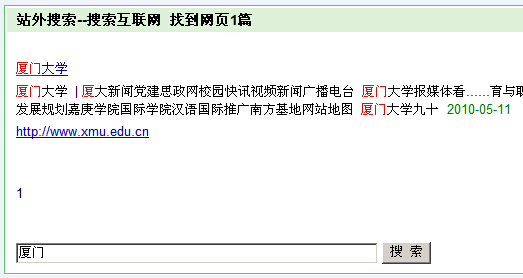 站外搜索--搜索互联网 找到网页1篇
厦门大学
厦门大学 | 厦大新闻党建思政网校园快讯视频新闻广播电台 厦门大学报媒体看……育与
发展规划嘉庚学院国际学院汉语国际推广南方基地网站地图 厦门大学九十 2010-05-11
http://www.xmu.edu.cn
1
厦门 搜 索